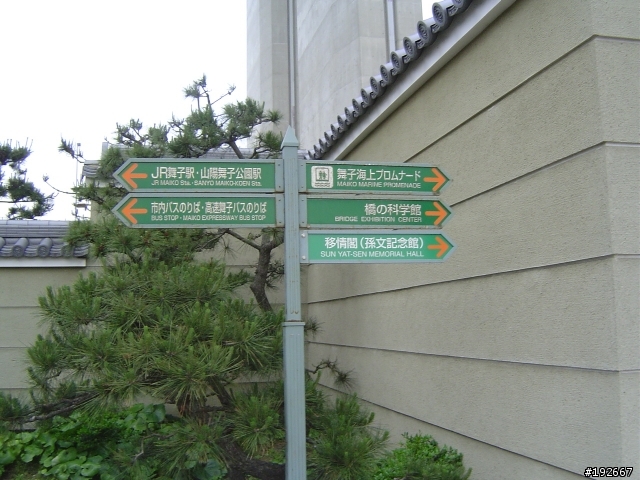 JR舞子駅・山陽舞子公園駅
JR MAIKO Sta.・SANYO MAIKO-KOEN Sta.
市内バスのりば・高速舞子バスのりば
BUS STOP・MAIKO EXPRESSWAY BUS STOP
舞子海上プロムナード
MAIKO MARINE PROMENADE
橋の科学館
BRIDGE EXHIBITION CENTER
移情閣(孫文記念館)
SUN YAT-SEN MEMORIAL HALL
#192667